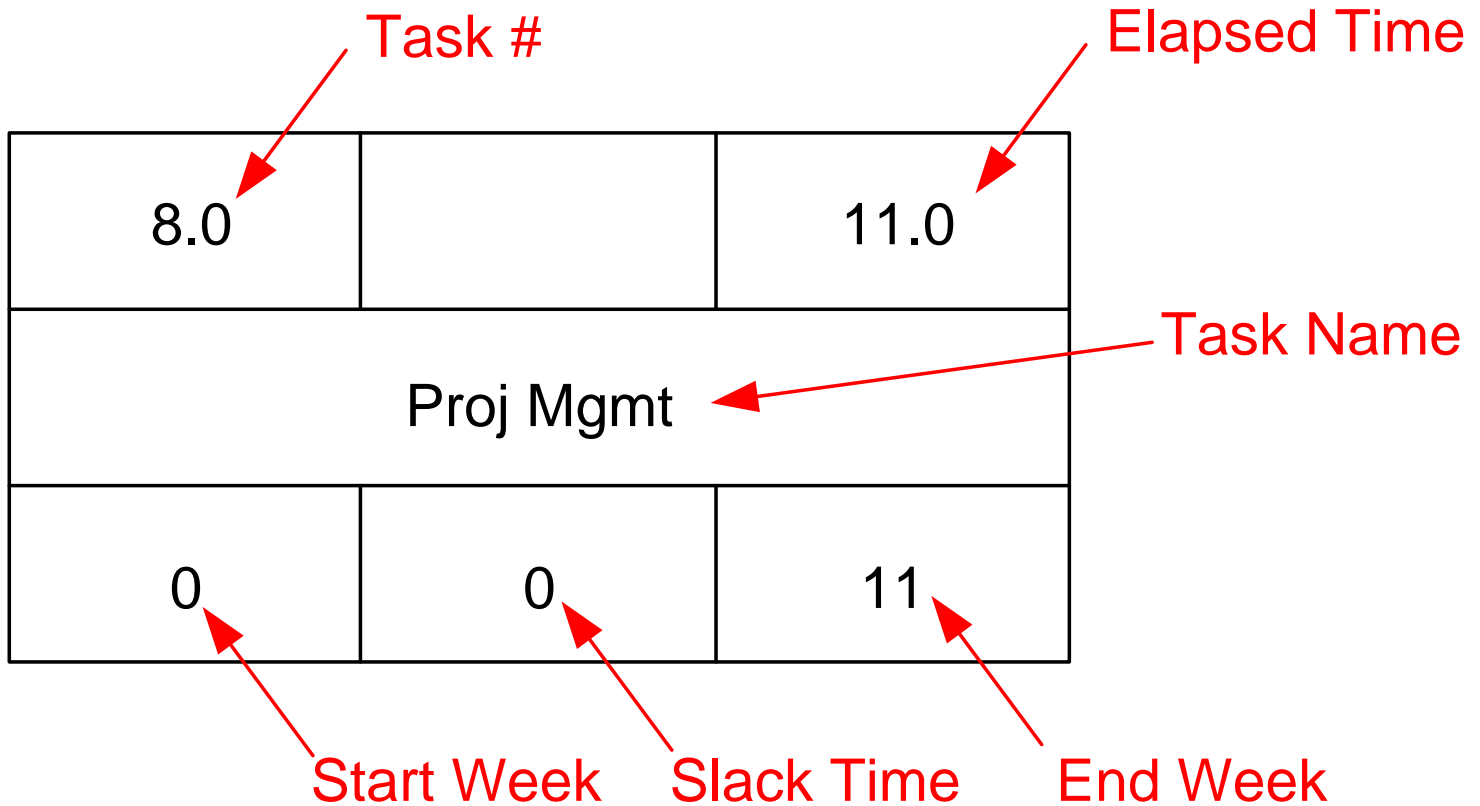 Task #
Elapsed Time
8.0
11.0
Task Name
Proj Mgmt
0
0
11
Start Week
Slack Time
End Week